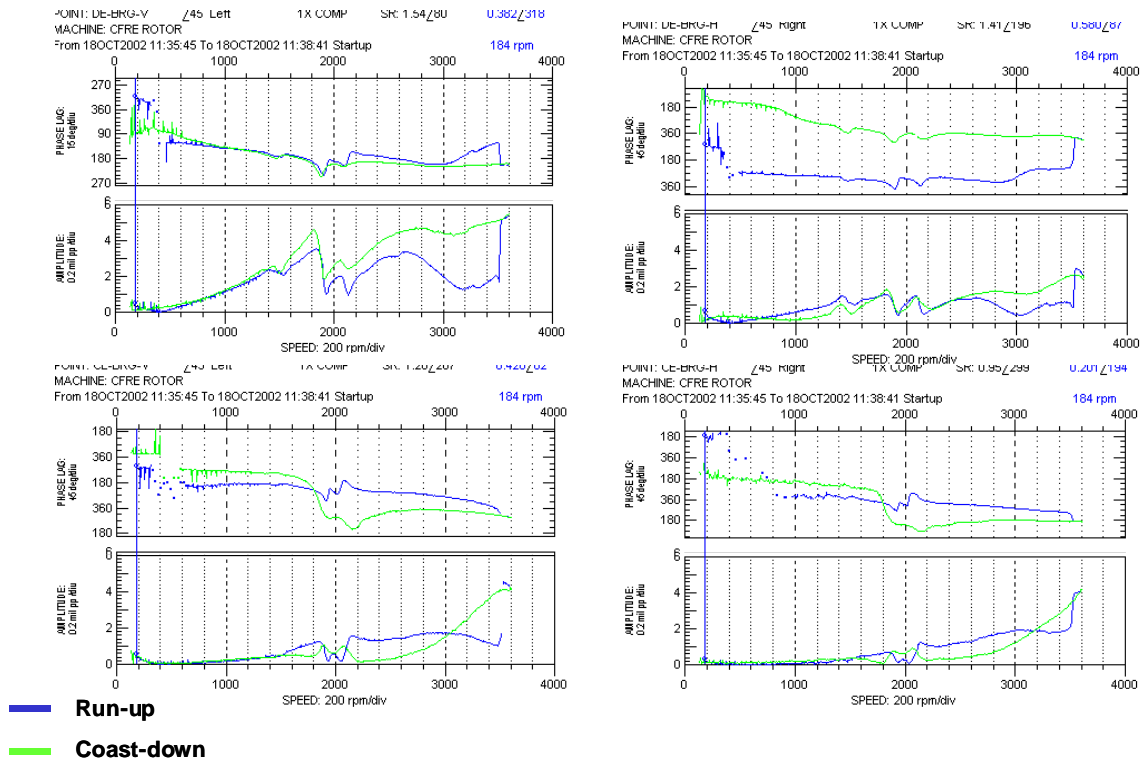 POINT: DE-BRG-V ∠45 Left 1X COMP SR: 1.54∠80 0.382∠318
MACHINE: CFRE ROTOR
From 18OCT2002 11:35:45 To 18OCT2002 11:38:41 Startup 184 rpm
0 1000 2000 3000 4000
270
360
90
180
270
PHASE LAG:
6
4
2
0
AMPLITUDE:
0.2 mil pp /div
0 1000 2000 3000 4000
SPEED: 200 rpm/div
POINT: DE-BRG-H ∠45 Right 1X COMP SR: 1.41∠196 0.580∠87
MACHINE: CFRE ROTOR
From 18OCT2002 11:35:45 To 18OCT2002 11:38:41 Startup 184 rpm
0 1000 2000 3000 4000
180
360
180
360
PHASE LAG:
6
4
2
0
AMPLITUDE:
0.2 mil pp /div
0 1000 2000 3000 4000
SPEED: 200 rpm/div
POINT: CE-BRG-V ∠45 Left 1X COMP
MACHINE: CFRE ROTOR
From 18OCT2002 11:35:45 To 18OCT2002 11:38:41 Startup 184 rpm
0 1000 2000 3000 4000
180
360
180
360
180
PHASE LAG:
6
4
2
0
AMPLITUDE:
0.2 mil pp /div
0 1000 2000 3000 4000
SPEED: 200 rpm/div
POINT: CE-BRG-H ∠45 Right 1X COMP SR: 0.95∠299 0.201∠194
MACHINE: CFRE ROTOR
From 18OCT2002 11:35:45 To 18OCT2002 11:38:41 Startup 184 rpm
0 1000 2000 3000 4000
180
360
180
360
180
PHASE LAG:
6
4
2
0
AMPLITUDE:
0.2 mil pp /div
0 1000 2000 3000 4000
SPEED: 200 rpm/div
Run-up
Coast-down